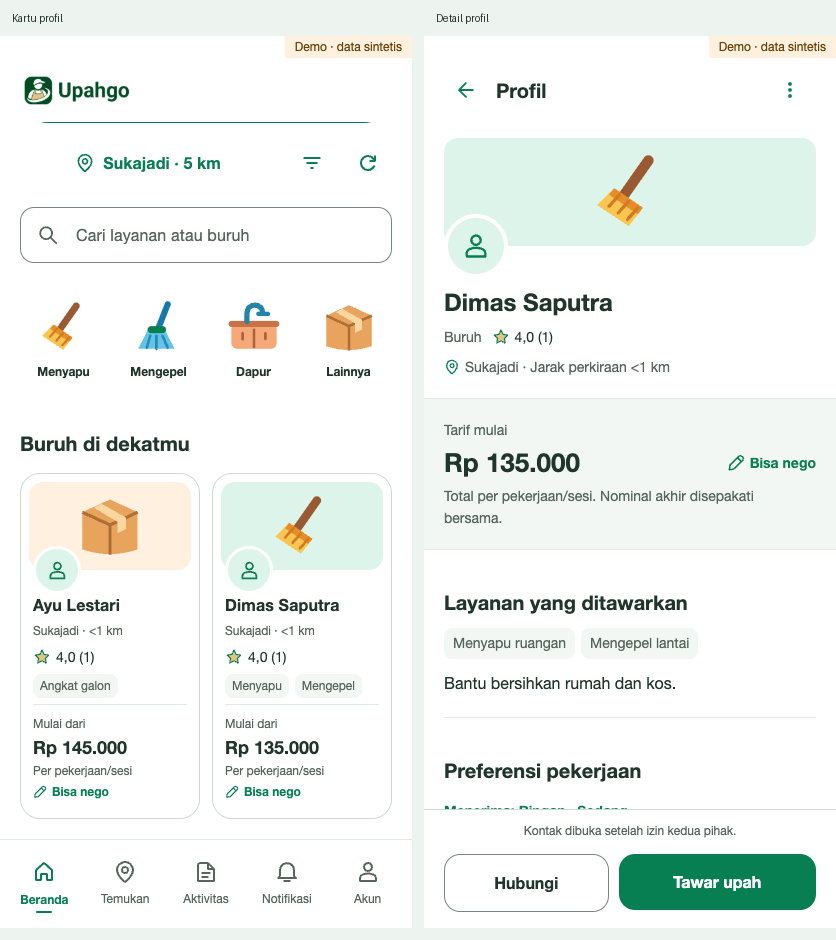 Kartu profil
Demo · data sintetis
Upahgo
Sukajadi · 5 km
Cari layanan atau buruh
Menyapu
Mengepel
Dapur
Lainnya
Buruh di dekatmu
Ayu Lestari
Sukajadi · <1 km
4,0 (1)
Angkat galon
Mulai dari
Rp 145.000
Per pekerjaan/sesi
Bisa nego
Dimas Saputra
Sukajadi · <1 km
4,0 (1)
Menyapu
Mengepel
Mulai dari
Rp 135.000
Per pekerjaan/sesi
Bisa nego
Beranda
Temukan
Aktivitas
Notifikasi
Akun
Detail profil
Demo · data sintetis
Profil
Dimas Saputra
Buruh 4,0 (1)
Sukajadi · Jarak perkiraan <1 km
Tarif mulai
Rp 135.000
Bisa nego
Total per pekerjaan/sesi. Nominal akhir disepakati
bersama.
Layanan yang ditawarkan
Menyapu ruangan
Mengepel lantai
Bantu bersihkan rumah dan kos.
Preferensi pekerjaan
Kontak dibuka setelah izin kedua pihak.
Hubungi
Tawar upah